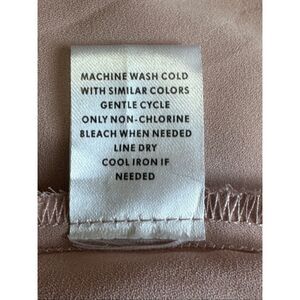 MACHINE WASH COLD
WITH SIMILAR COLORS
GENTLE CYCLE
ONLY NON-CHLORINE
BLEACH WHEN NEEDED
LINE DRY
COOL IRON IF
NEEDED